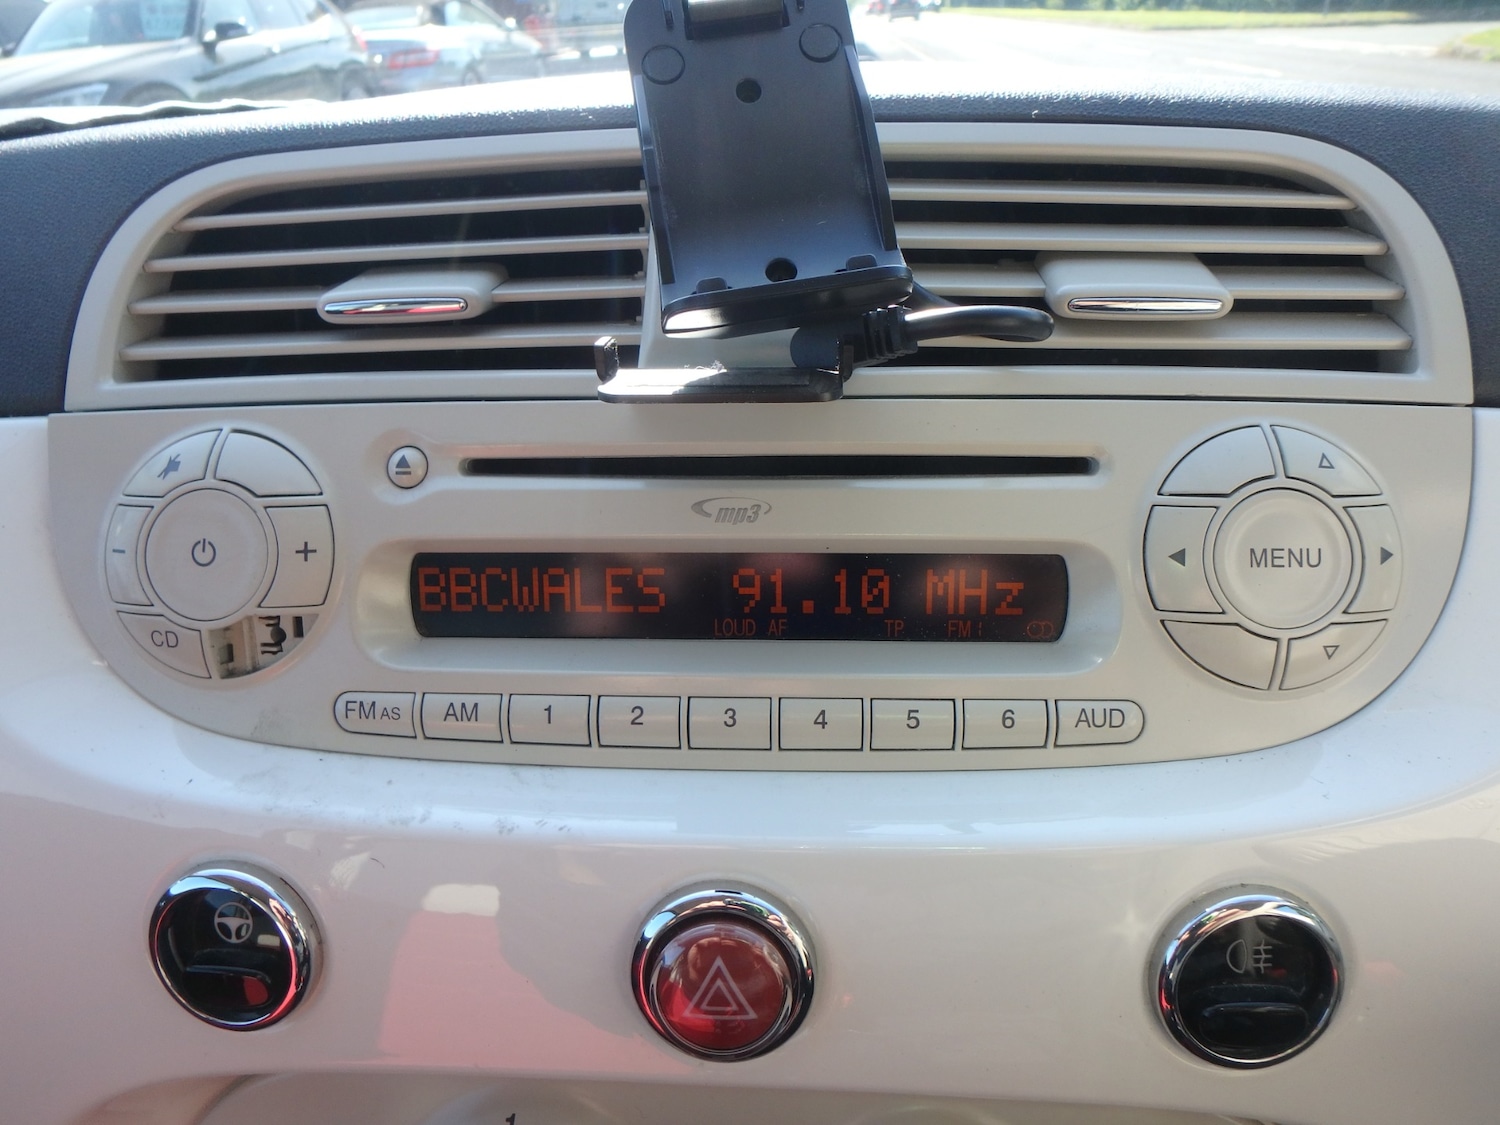 mp3
BBCWALES 91.10 MHz
LOUD AF TP FM1 CD
MENU
CD
FM AS AM 1 2 3 4 5 6 AUD
1